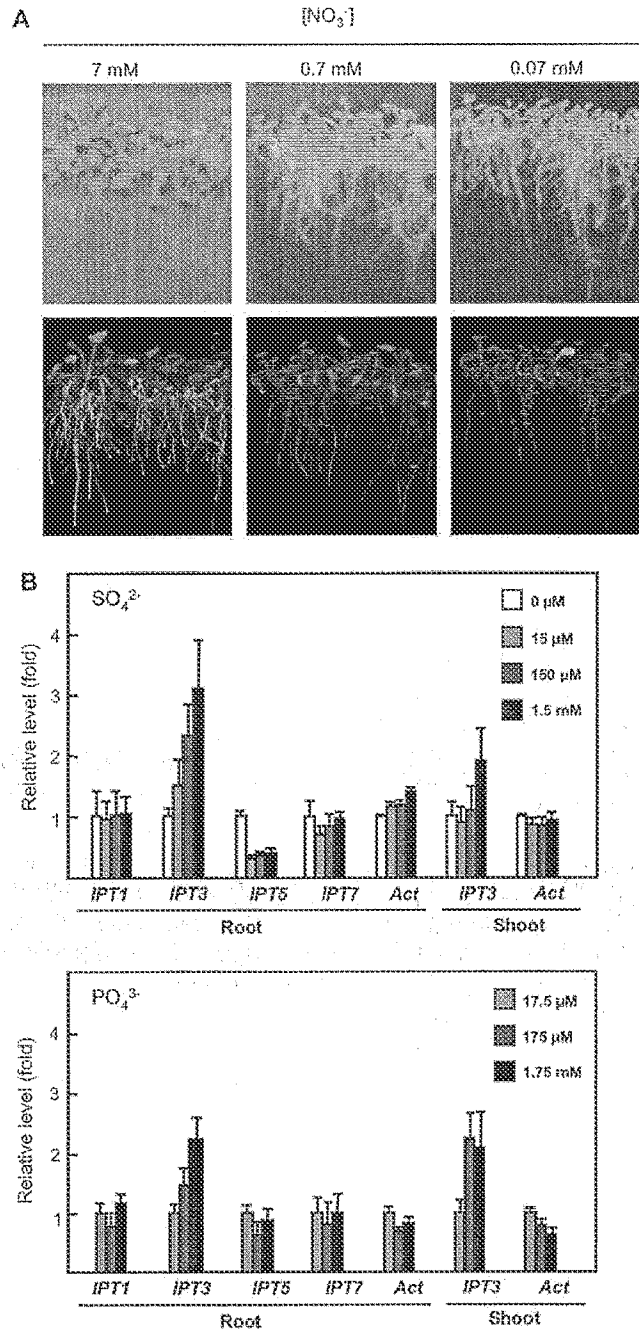 A
[NO₃⁻]
7 mM 0.7 mM 0.07 mM
B
SO₄²⁻
0 µM
15 µM
150 µM
1.5 mM
Relative level (fold)
4
3
2
1
IPT1 IPT3 IPT5 IPT7 Act IPT3 Act
Root Shoot
PO₄³⁻
17.5 µM
175 µM
1.75 mM
Relative level (fold)
4
3
2
1
IPT1 IPT3 IPT5 IPT7 Act IPT3 Act
Root Shoot